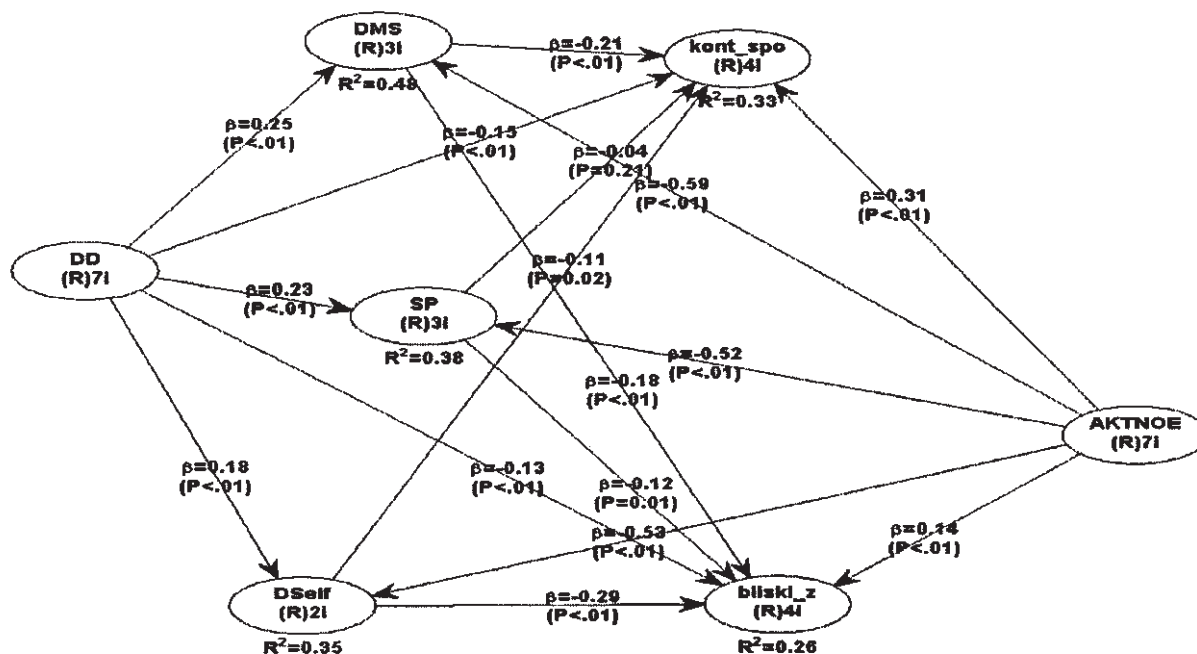 DMS
(R)3i
R²=0.48
kont_spo
(R)4i
R²=0.33
β=-0.21
(P<.01)
β=0.25
(P<.01)
β=-0.15
(P<.01)
β=-0.04
(P=0.21)
β=-0.59
(P<.01)
β=0.31
(P<.01)
DD
(R)7i
β=0.23
(P<.01)
β=-0.11
(P=0.02)
SP
(R)3i
R²=0.38
β=-0.52
(P<.01)
β=-0.18
(P<.01)
AKTNOE
(R)7i
β=0.18
(P<.01)
β=-0.13
(P<.01)
β=-0.12
(P=0.01)
β=-0.53
(P<.01)
β=0.14
(P<.01)
DSelf
(R)2i
R²=0.35
β=-0.29
(P<.01)
bliski_z
(R)4i
R²=0.26